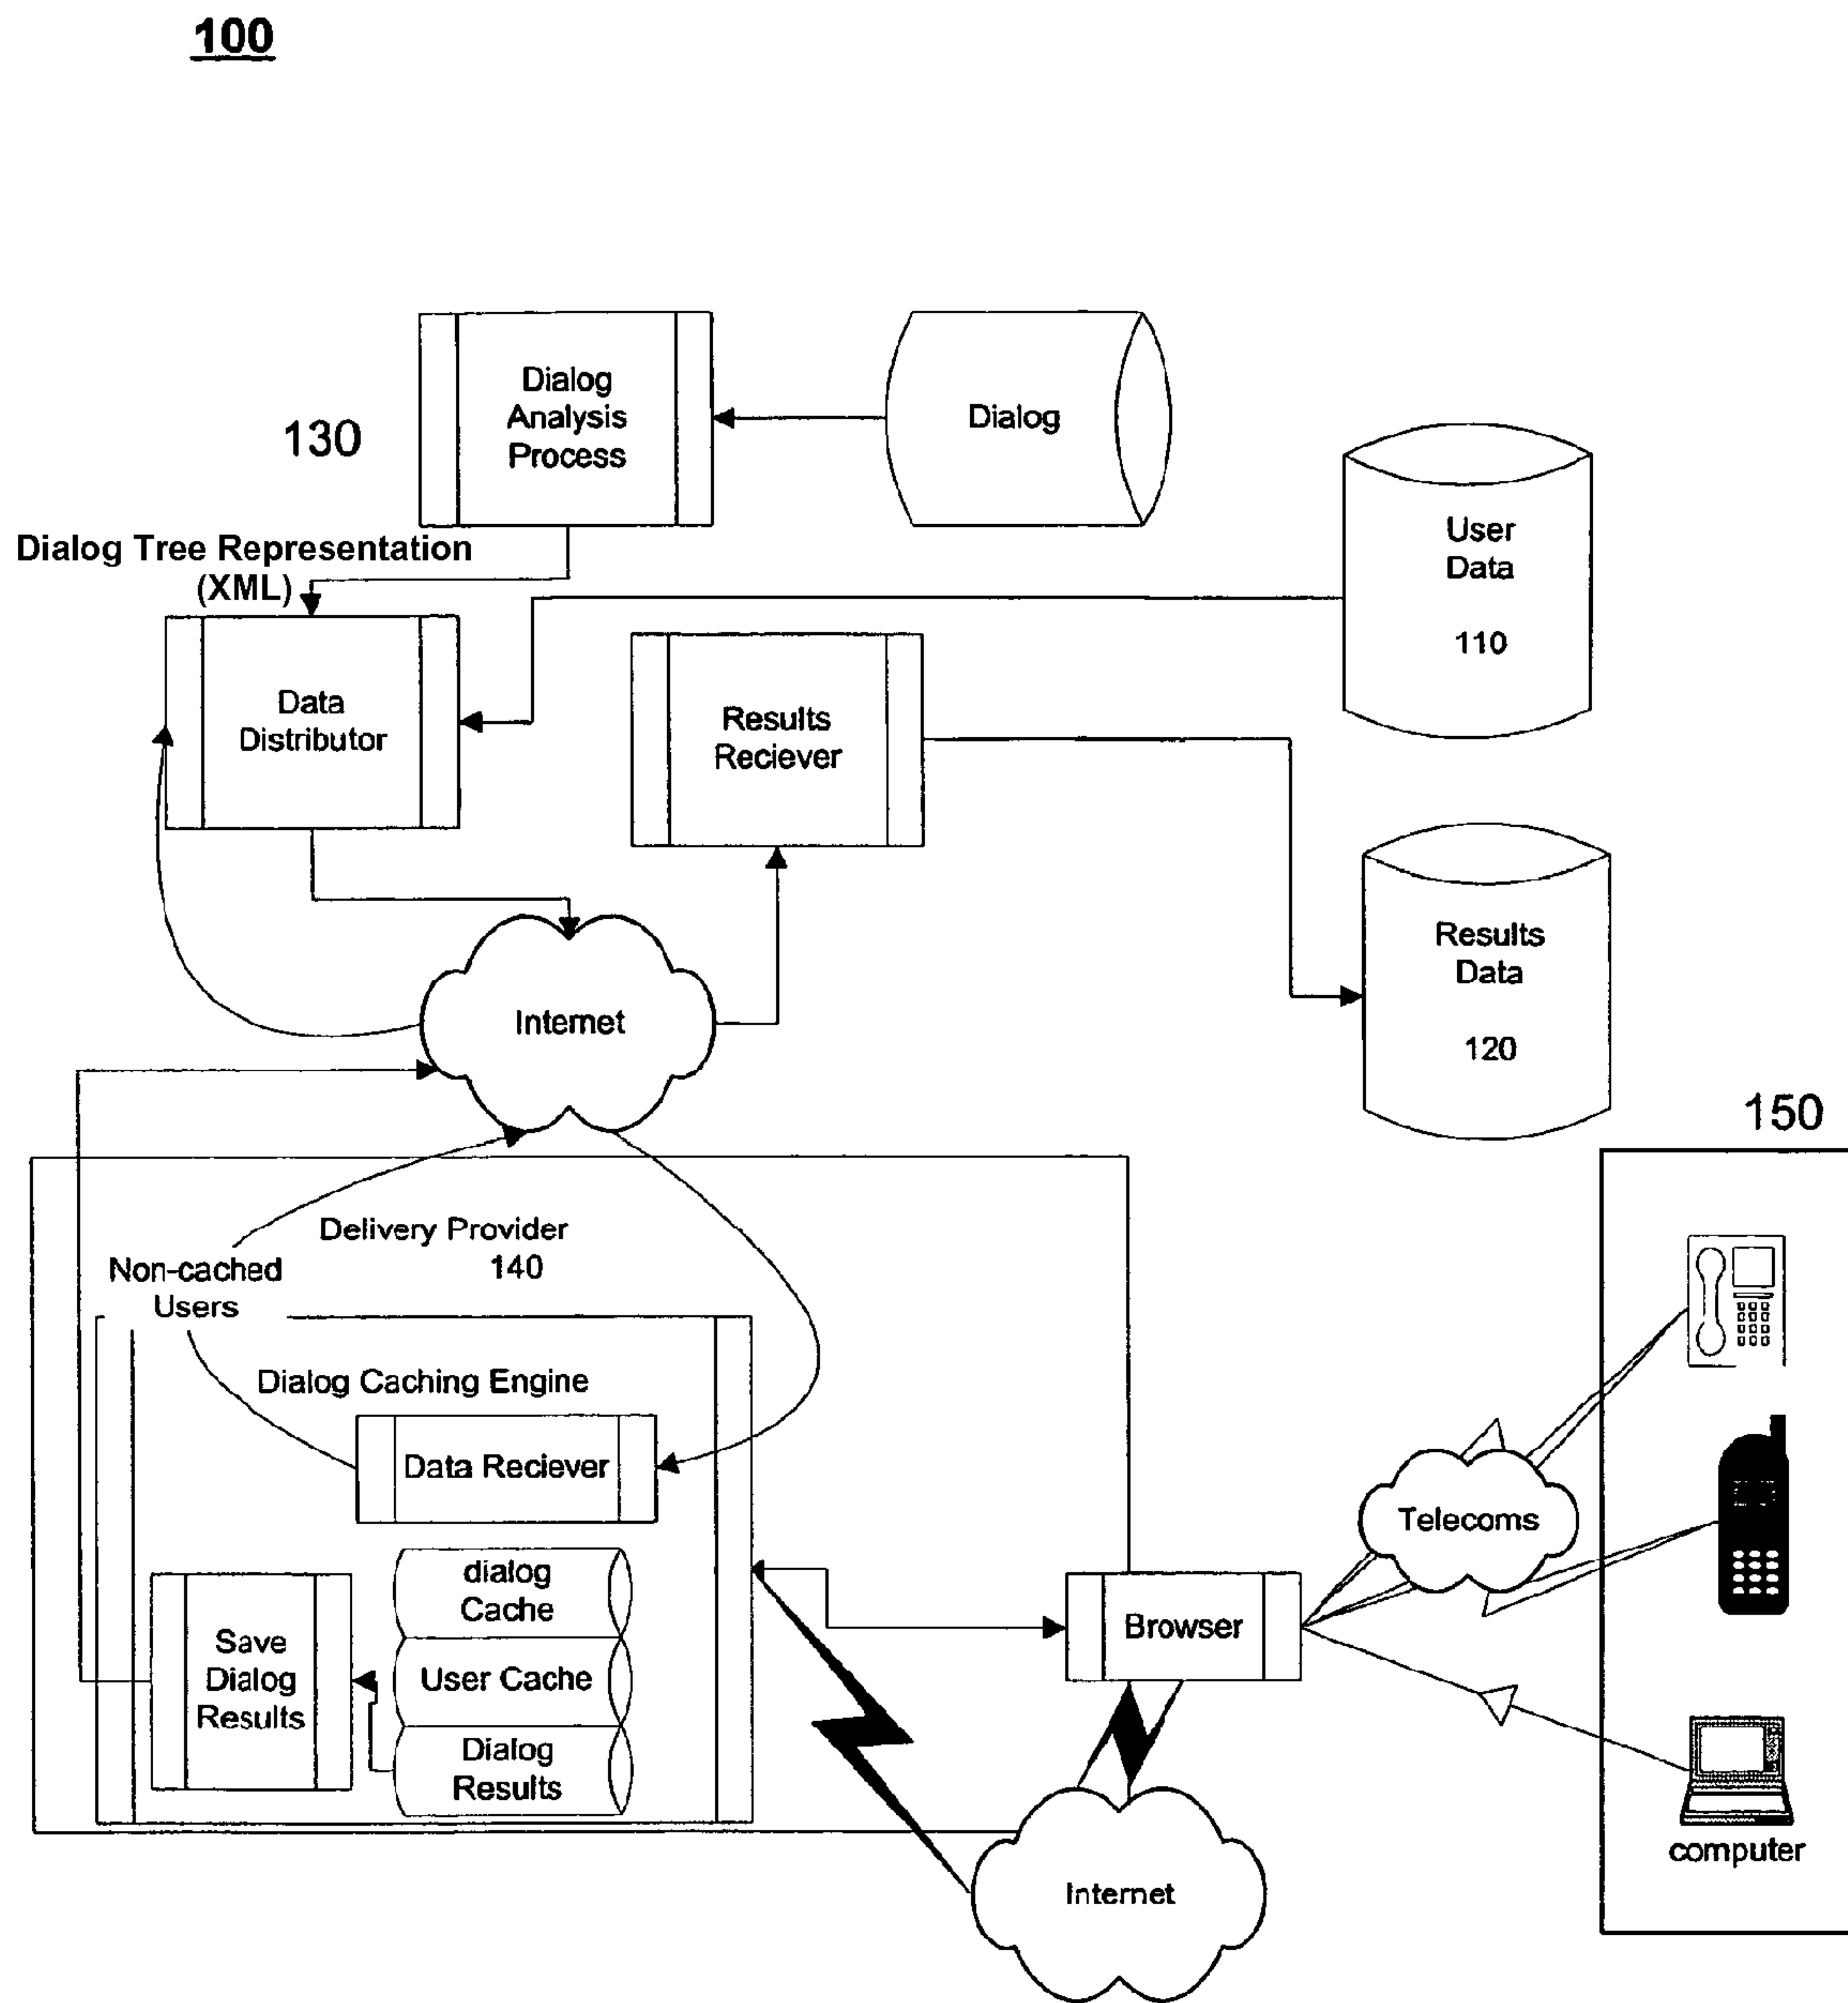 100
Dialog
Analysis
Process
Dialog
130
User
Data
110
Dialog Tree Representation
(XML)
Data
Distributor
Results
Reciever
Results
Data
120
Internet
150
Delivery Provider
140
Non-cached
Users
Dialog Caching Engine
Data Reciever
Telecoms
dialog
Cache
Browser
Save
Dialog
Results
User Cache
Dialog
Results
computer
Internet